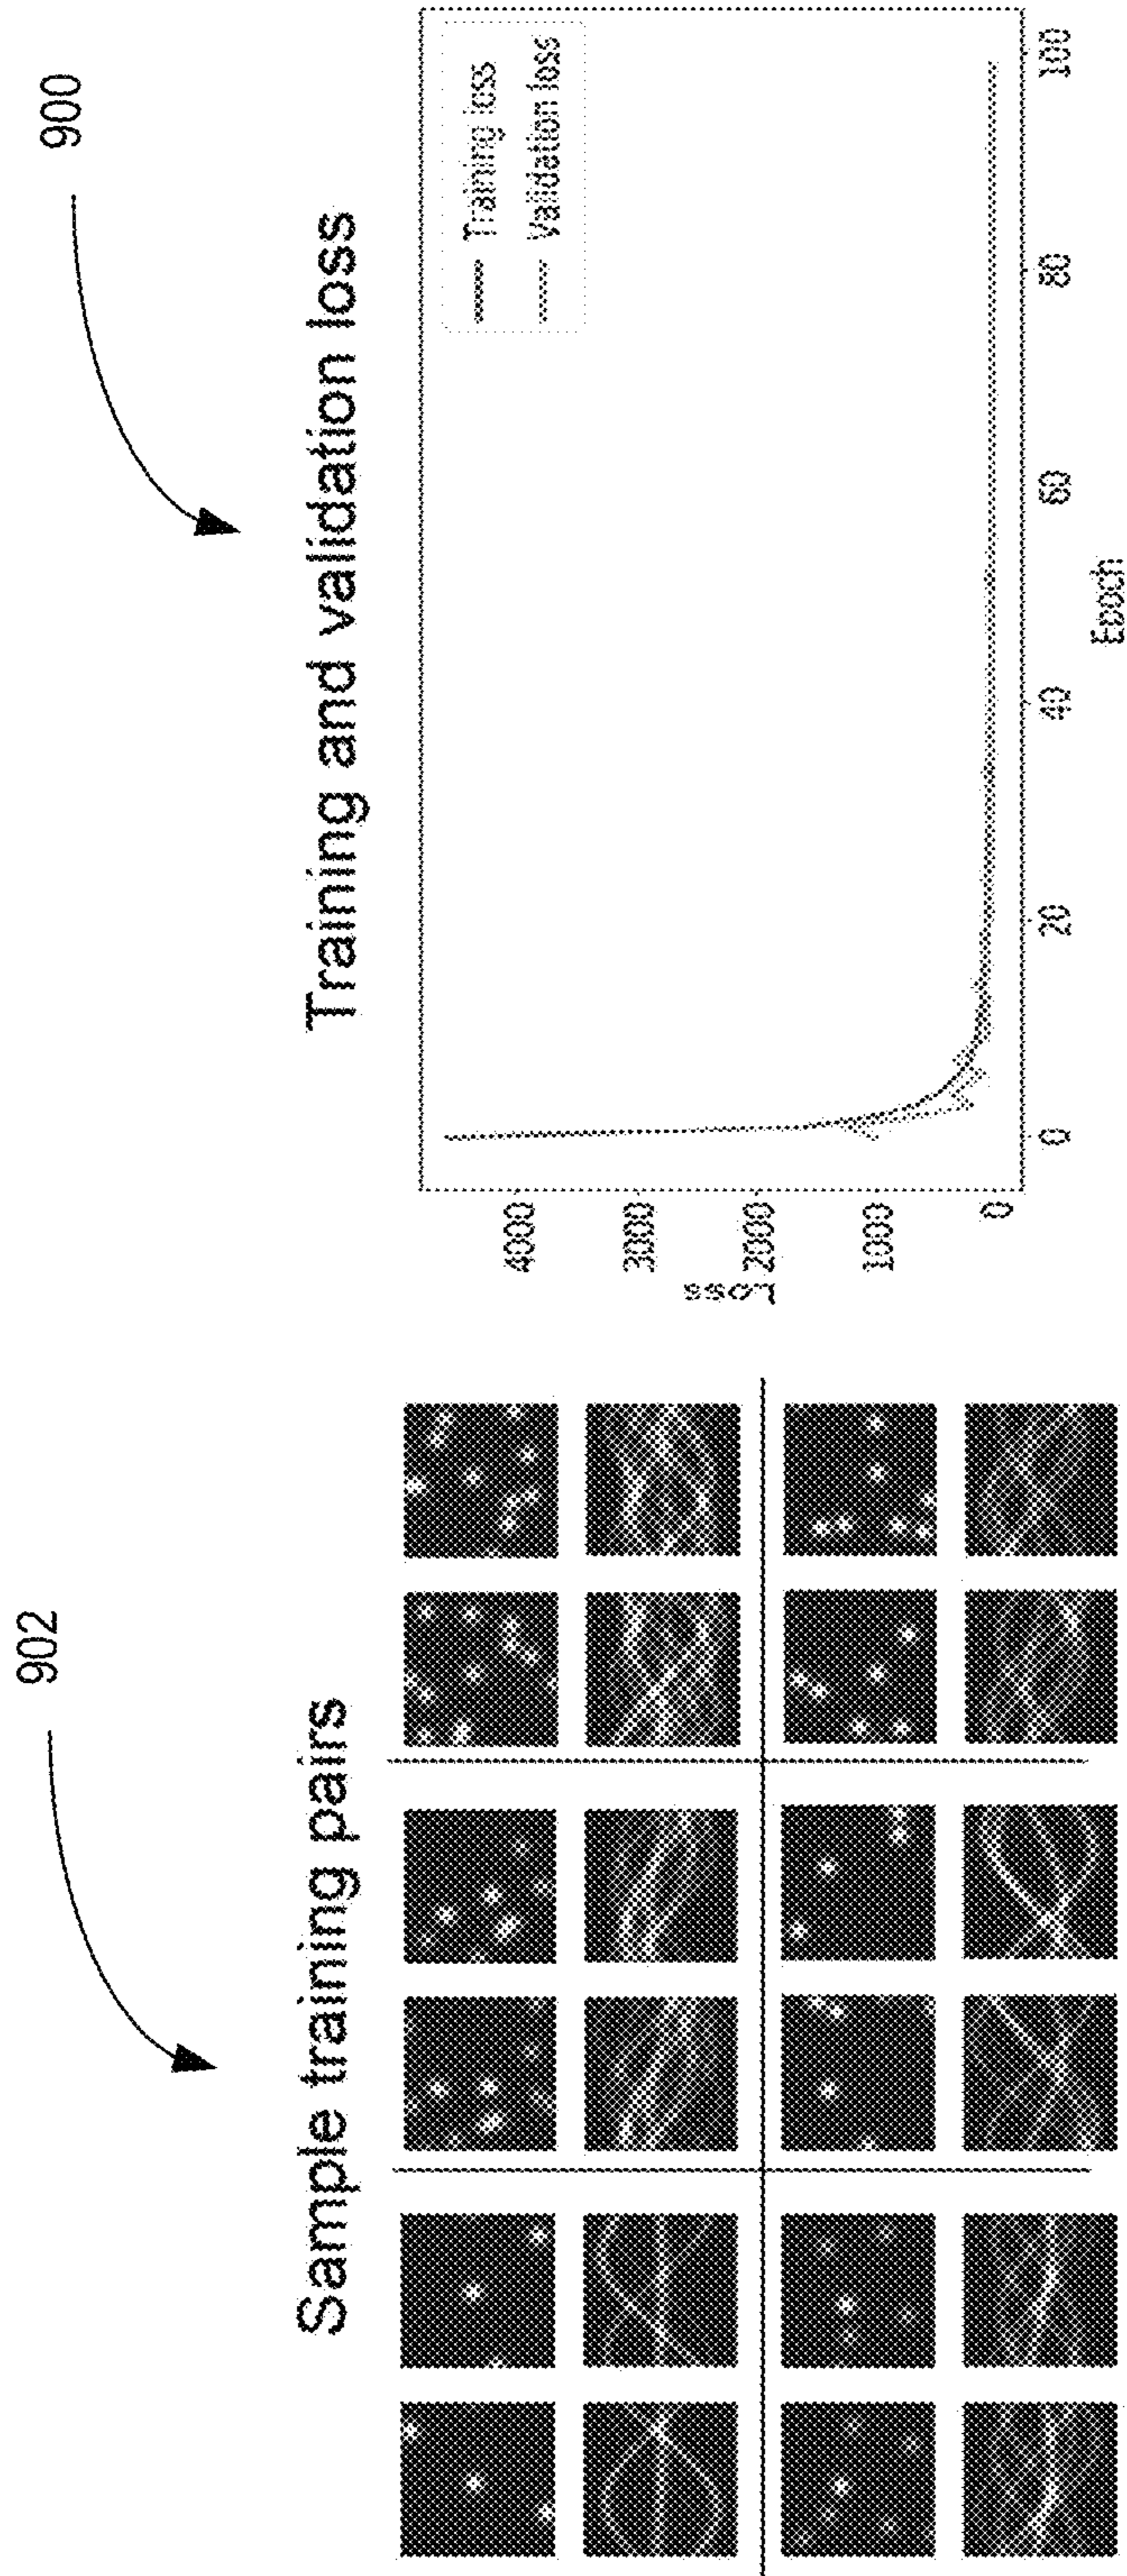 902
Sample training pairs
900
Training and validation loss
Training loss
Validation loss
4000
3000
2000
1000
0
Loss
0
20
40
60
80
100
Epoch